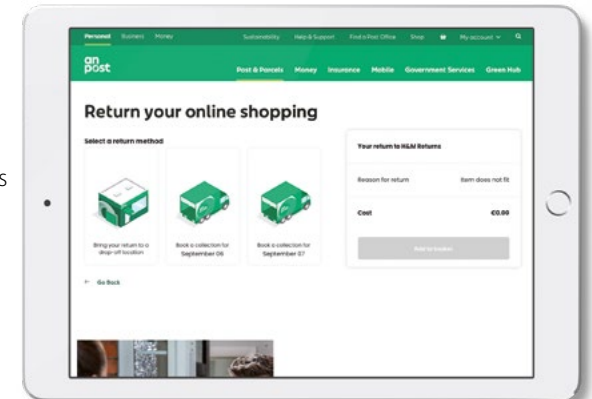 Personal Business Money Sustainability Help & Support Find a Post Office Shop My account
an post
Post & Parcels Money Insurance Mobile Government Services Green Hub
Return your online shopping
Select a return method
Bring your return to a
drop-off location
Book a collection for
September 06
Book a collection for
September 07
← Go Back
Your return to H&M Returns
Reason for return Item does not fit
Cost €0.00
Add to basket
s